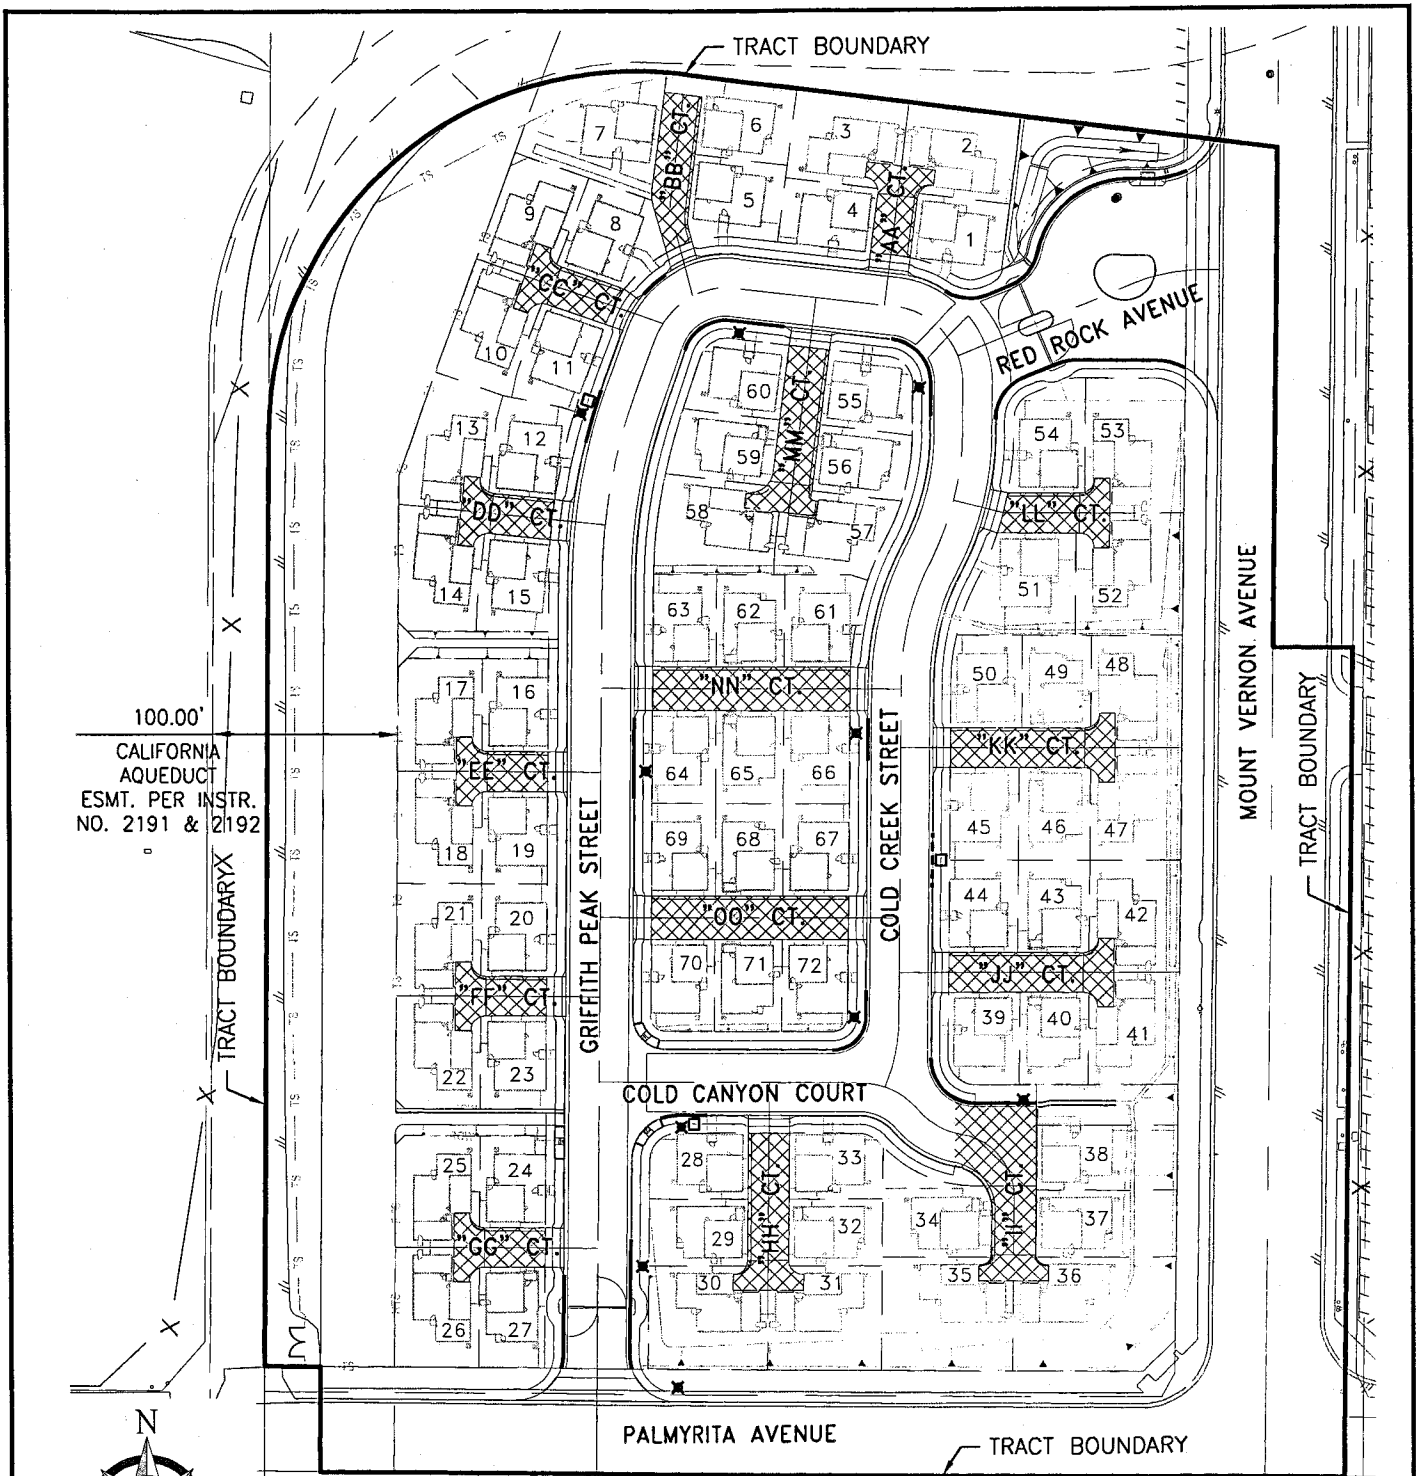 TRACT BOUNDARY
7
"BB" CT.
6
3
2
5
4
"AA" CT.
1
9
8
"CC" CT.
10
11
RED ROCK AVENUE
60
"MM" CT.
55
59
56
58
57
13
12
"DD" CT.
14
15
54
53
"LL" CT.
51
52
63
62
61
"NN" CT.
50
49
48
"KK" CT.
MOUNT VERNON AVENUE
TRACT BOUNDARY
17
16
"EE" CT.
18
19
100.00'
CALIFORNIA
AQUEDUCT
ESMT. PER INSTR.
NO. 2191 & 2192
TRACT BOUNDARY
GRIFFITH PEAK STREET
64
65
66
69
68
67
COLD CREEK STREET
45
46
47
44
43
42
21
20
"FF" CT.
22
23
"OO" CT.
70
71
72
"JJ" CT.
39
40
41
COLD CANYON COURT
25
24
"GG" CT.
26
27
28
33
"HH" CT.
29
32
30
31
38
34
"II" CT.
37
35
36
N
PALMYRITA AVENUE
TRACT BOUNDARY